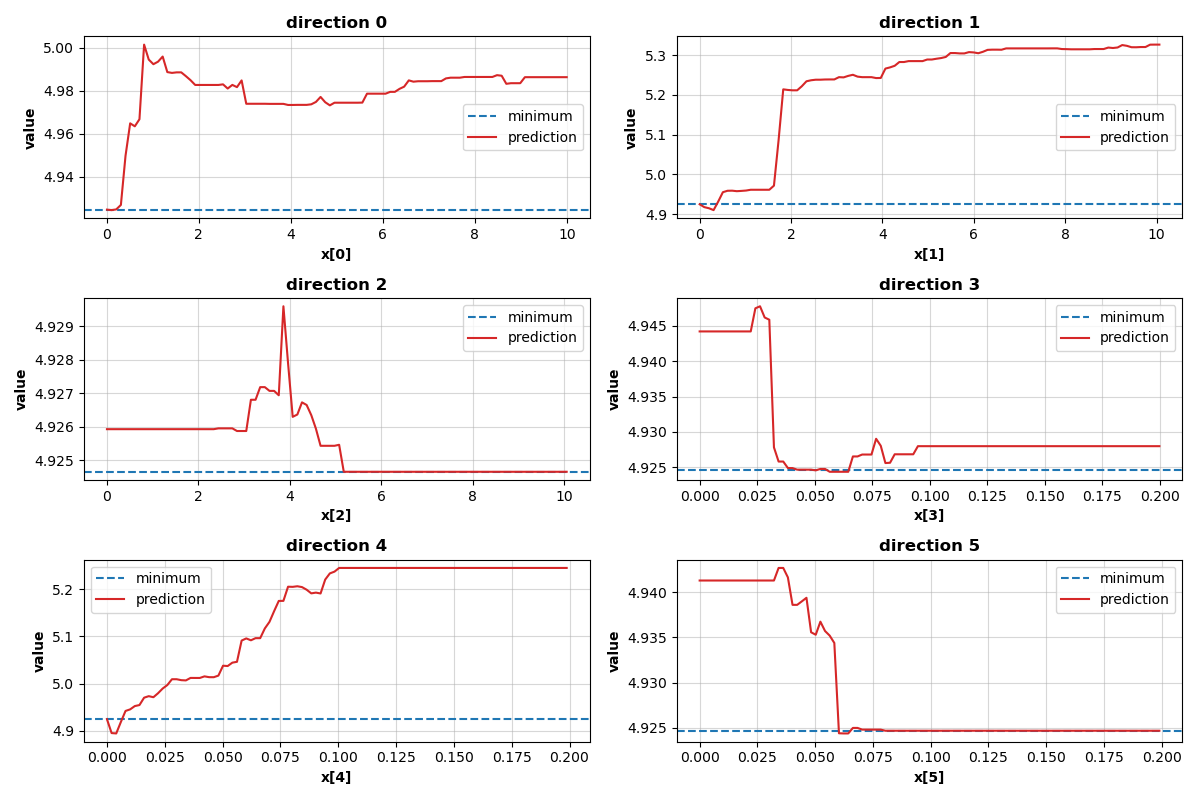 direction 0
5.00
4.98
4.96
4.94
value
minimum
prediction
0 2 4 6 8 10
x[0]
direction 1
5.3
5.2
5.1
5.0
4.9
value
minimum
prediction
0 2 4 6 8 10
x[1]
direction 2
4.929
4.928
4.927
4.926
4.925
value
minimum
prediction
0 2 4 6 8 10
x[2]
direction 3
4.945
4.940
4.935
4.930
4.925
value
minimum
prediction
0.000 0.025 0.050 0.075 0.100 0.125 0.150 0.175 0.200
x[3]
direction 4
5.2
5.1
5.0
4.9
value
minimum
prediction
0.000 0.025 0.050 0.075 0.100 0.125 0.150 0.175 0.200
x[4]
direction 5
4.940
4.935
4.930
4.925
value
minimum
prediction
0.000 0.025 0.050 0.075 0.100 0.125 0.150 0.175 0.200
x[5]